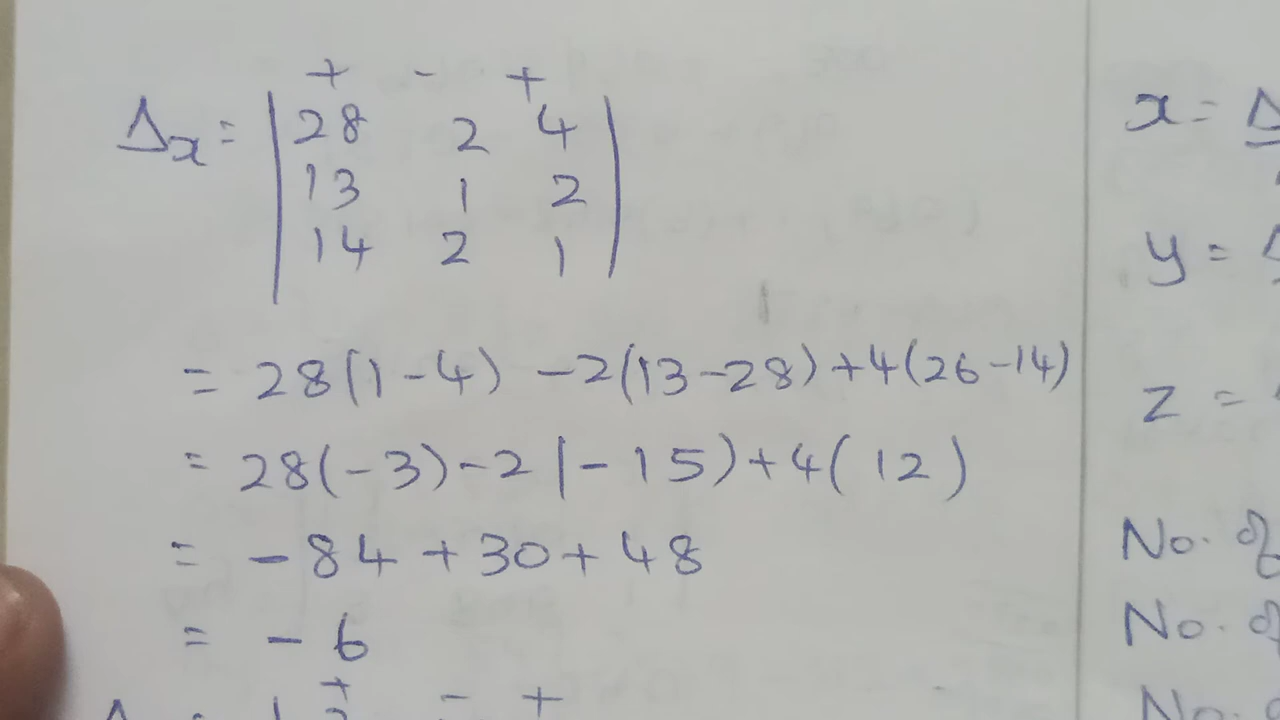 + - +
Δx = | 28 2 4 |
| 13 1 2 |
| 14 2 1 |
= 28(1-4) -2(13-28)+4(26-14)
= 28(-3)-2(-15)+4(12)
= -84+30+48
= -6
+ - +
x = Δ
y =
z =
No. of
No. of
No.